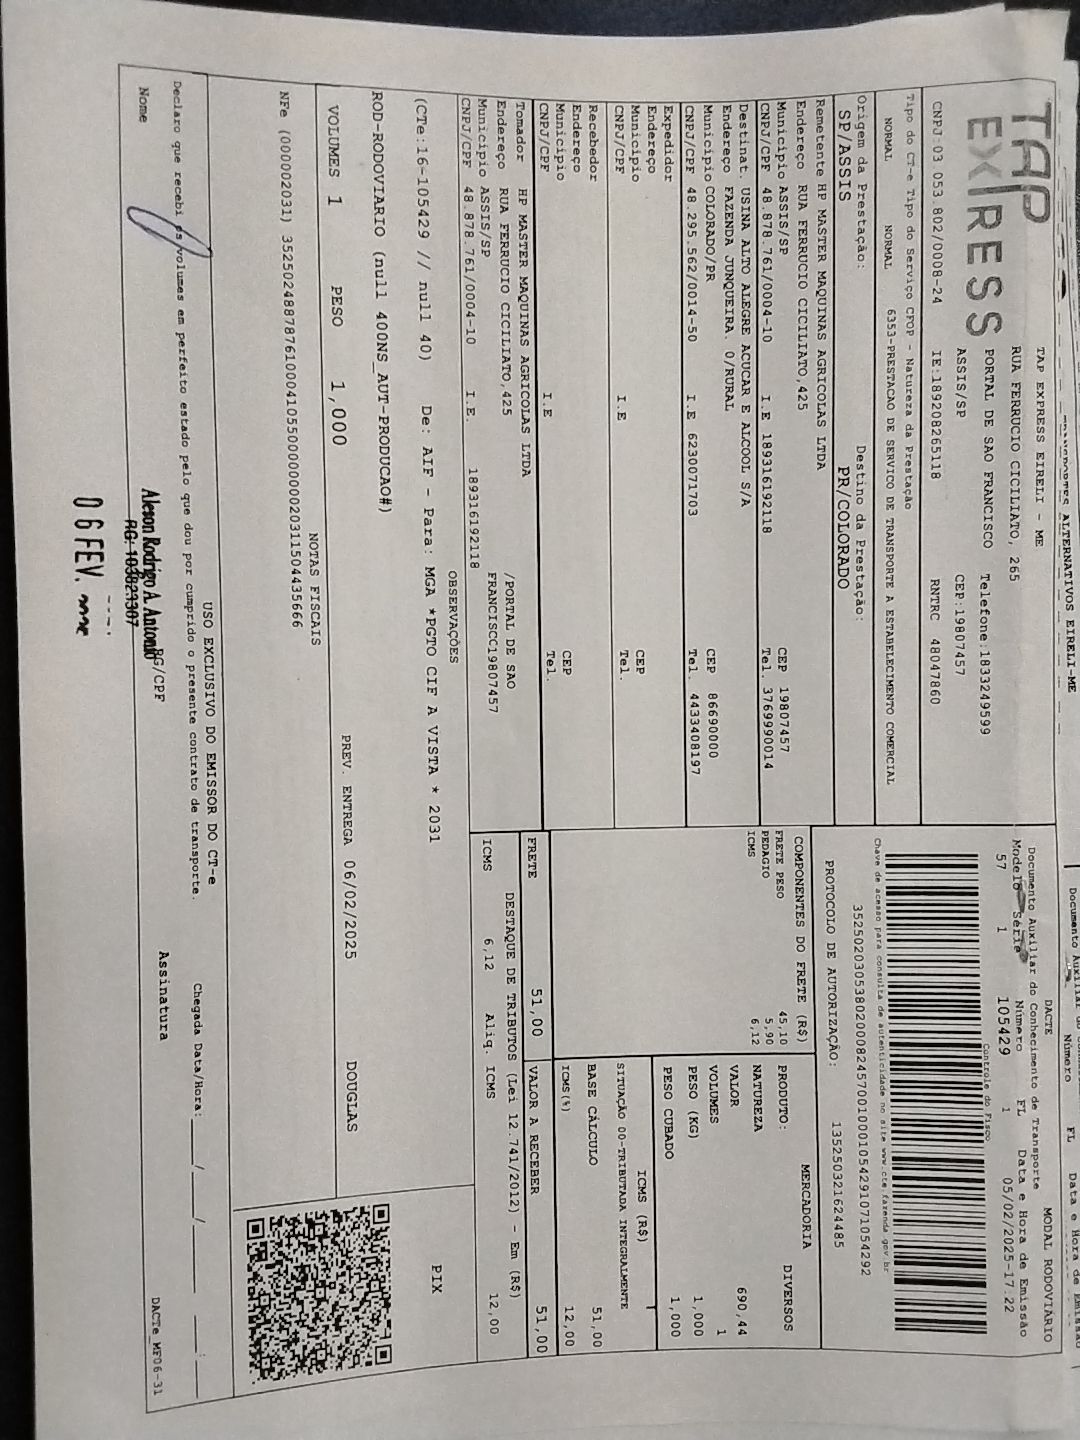 TAP
EXPRESS
TAP EXPRESS EIRELI - ME
RUA FERRUCIO CICILIATO, 265
PORTAL DE SAO FRANCISCO Telefone:1833249599
ASSIS/SP CEP:19807457
CNPJ:03 053.802/0008-24 IE:189208265118 RNTRC 48047860
Tipo do CT-e Tipo do Serviço CFOP - Natureza da Prestação
NORMAL NORMAL 6353-PRESTACAO DE SERVICO DE TRANSPORTE A ESTABELECIMENTO COMERCIAL
Origem da Prestação: Destino da Prestação:
SP/ASSIS PR/COLORADO
DACTE MODAL RODOVIÁRIO
Documento Auxiliar do Conhecimento de Transporte
Modelo Série Número FL Data e Hora de Emissão
57 1 105429 1 05/02/2025-17:22
Controle do Fisco
Chave de acesso para consulta de autenticidade no site www.cte.fazenda.gov.br
35250203053802000824570010001054291071054292
PROTOCOLO DE AUTORIZAÇÃO: 135250321624485
Remetente HP MASTER MAQUINAS AGRICOLAS LTDA
Endereço RUA FERRUCIO CICILIATO,425
Município ASSIS/SP CEP 19807457
CNPJ/CPF 48.878.761/0004-10 I.E 189316192118 Tel. 3769990014
Destinat. USINA ALTO ALEGRE ACUCAR E ALCOOL S/A
Endereço FAZENDA JUNQUEIRA. 0/RURAL
Município COLORADO/PR CEP 86690000
CNPJ/CPF 48.295.562/0014-50 I.E 6230071703 Tel. 4433408197
Expedidor
Endereço
Município CEP
CNPJ/CPF I.E Tel.
Recebedor
Endereço
Município CEP
CNPJ/CPF I.E Tel.
Tomador HP MASTER MAQUINAS AGRICOLAS LTDA
Endereço RUA FERRUCIO CICILIATO,425 /PORTAL DE SAO
Município ASSIS/SP FRANCISCC19807457
CNPJ/CPF 48.878.761/0004-10 I.E. 189316192118
COMPONENTES DO FRETE (R$)
FRETE PESO 45,10
PEDAGIO 5,90
ICMS 6,12
MERCADORIA
PRODUTO: DIVERSOS
NATUREZA
VALOR 690,44
VOLUMES 1
PESO (KG) 1,000
PESO CUBADO 1,000
ICMS (R$)
SITUAÇÃO 00-TRIBUTADA INTEGRALMENTE
BASE CÁLCULO 51,00
ICMS(%) 12,00
FRETE 51,00 VALOR A RECEBER 51,00
DESTAQUE DE TRIBUTOS (Lei 12.741/2012) - Em (R$)
ICMS 6,12 Aliq. ICMS 12,00
OBSERVAÇÕES
(CTe:16-105429 // null 40) De: AIF - Para: MGA *PGTO CIF A VISTA * 2031
ROD-RODOVIARIO (null 400NS_AUT-PRODUCAO#)
PIX
VOLUMES 1 PESO 1,000 PREV. ENTREGA 06/02/2025 DOUGLAS
NOTAS FISCAIS
NFe (000002031) 35250248878761000410550000000020311504435666
USO EXCLUSIVO DO EMISSOR DO CT-e
Declaro que recebi os volumes em perfeito estado pelo que dou por cumprido o presente contrato de transporte. Chegada Data/Hora:____/____/____ ____:____
Nome RG/CPF Assinatura DACTe_MF06-31
Aleson Rodrigo A. Antonio
RG: 103823307
06 FEV.